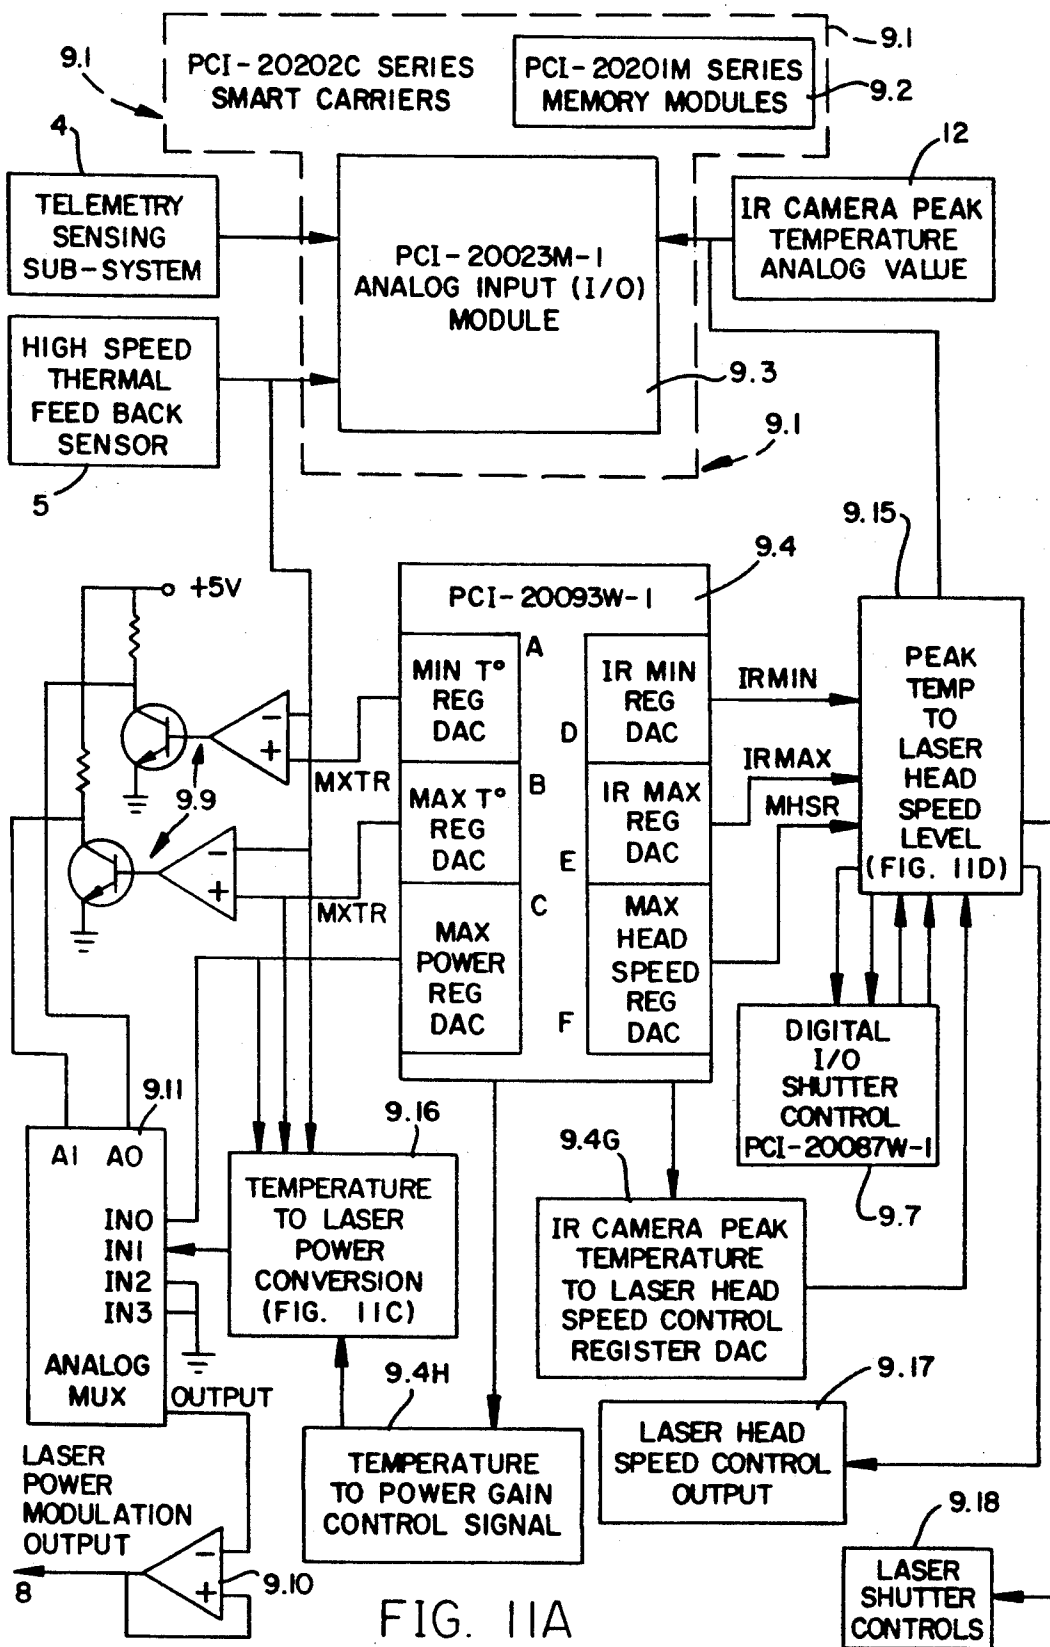 9.1
PCI-20202C SERIES
SMART CARRIERS
PCI-20201M SERIES
MEMORY MODULES
9.1
9.2
4
TELEMETRY
SENSING
SUB-SYSTEM
PCI-20023M-1
ANALOG INPUT (I/O)
MODULE
9.3
12
IR CAMERA PEAK
TEMPERATURE
ANALOG VALUE
HIGH SPEED
THERMAL
FEED BACK
SENSOR
5
9.1
9.15
9.4
+5V
PCI-20093W-1
MIN T°
REG
DAC
A
IR MIN
REG
DAC
D
IRMIN
PEAK
TEMP
TO
LASER
HEAD
SPEED
LEVEL
(FIG. 11D)
-
+
MXTR
9.9
MAX T°
REG
DAC
B
IR MAX
REG
DAC
E
IRMAX
MHSR
-
+
MXTR
C
MAX
POWER
REG
DAC
MAX
HEAD
SPEED
REG
DAC
F
DIGITAL
I/O
SHUTTER
CONTROL
PCI-20087W-1
9.7
9.11
A1 A0
IN0
IN1
IN2
IN3
ANALOG
MUX
OUTPUT
9.16
TEMPERATURE
TO LASER
POWER
CONVERSION
(FIG. 11C)
9.4G
IR CAMERA PEAK
TEMPERATURE
TO LASER HEAD
SPEED CONTROL
REGISTER DAC
9.4H
TEMPERATURE
TO POWER GAIN
CONTROL SIGNAL
9.17
LASER HEAD
SPEED CONTROL
OUTPUT
LASER
POWER
MODULATION
OUTPUT
-
+
9.10
8
9.18
LASER
SHUTTER
CONTROLS
FIG. 11A